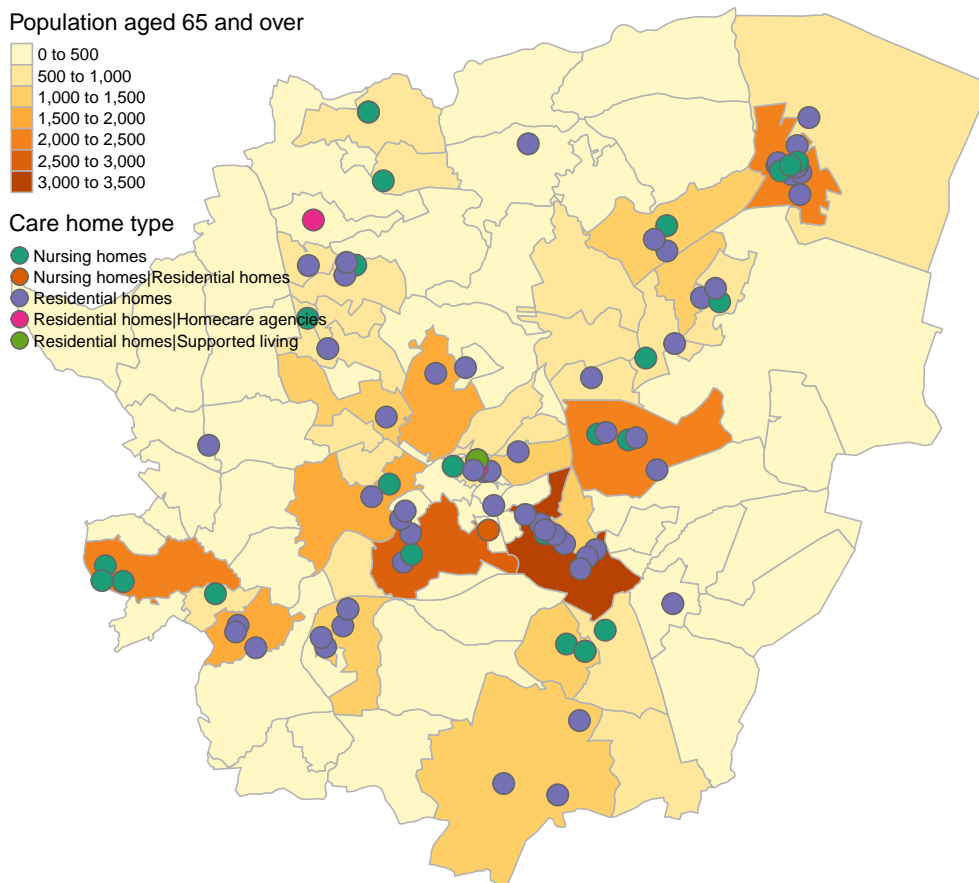 Population aged 65 and over
0 to 500
500 to 1,000
1,000 to 1,500
1,500 to 2,000
2,000 to 2,500
2,500 to 3,000
3,000 to 3,500
Care home type
Nursing homes
Nursing homes|Residential homes
Residential homes
Residential homes|Homecare agencies
Residential homes|Supported living